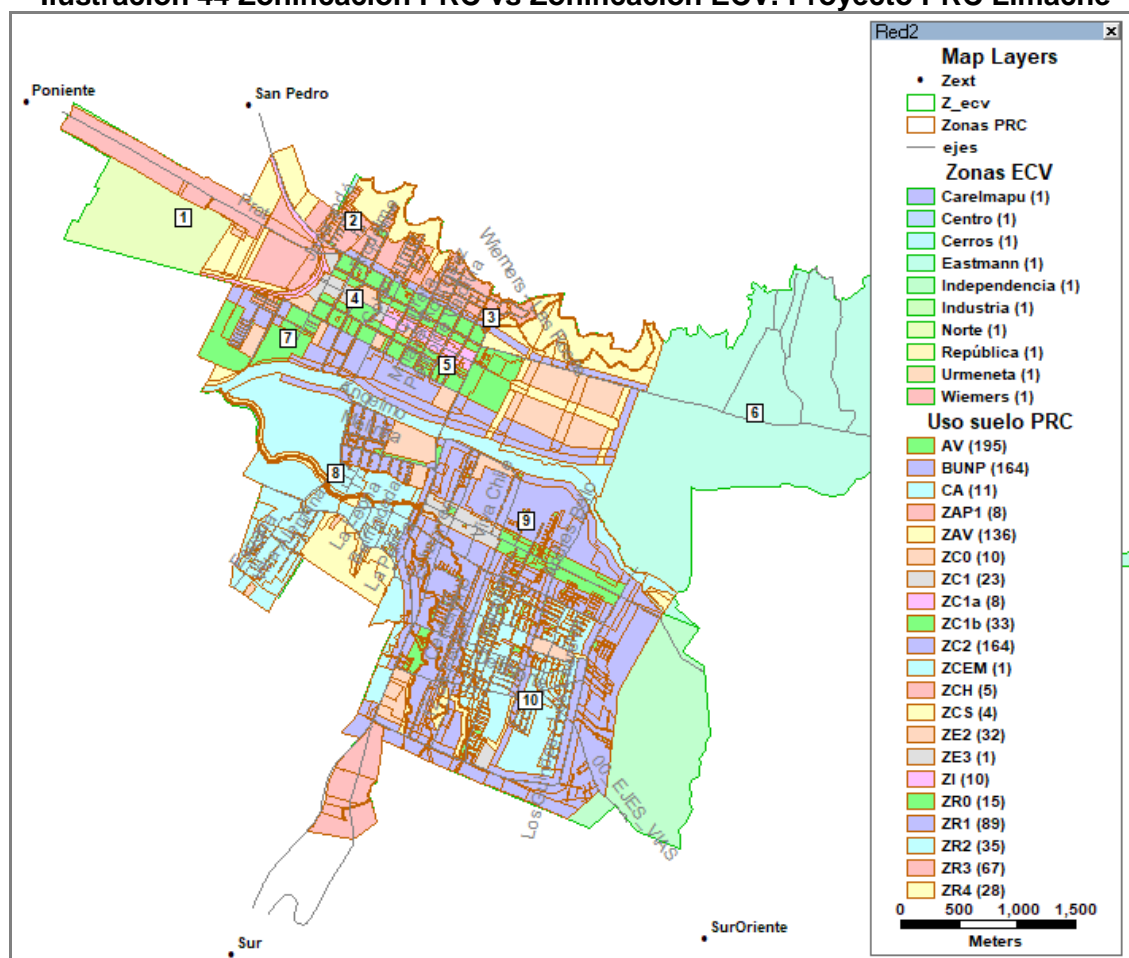 Ilustración 44 Zonificación PRC vs Zonificación ECV. Proyecto PRC Limache
Poniente
San Pedro
Wiemers
Angelmo
00_EJES_VIAS
1
2
3
4
5
6
7
8
9
10
Sur
SurOriente
Red2
Map Layers
Zext
Z_ecv
Zonas PRC
ejes
Zonas ECV
Carelmapu (1)
Centro (1)
Cerros (1)
Eastmann (1)
Independencia (1)
Industria (1)
Norte (1)
República (1)
Urmeneta (1)
Wiemers (1)
Uso suelo PRC
AV (195)
BUNP (164)
CA (11)
ZAP1 (8)
ZAV (136)
ZC0 (10)
ZC1 (23)
ZC1a (8)
ZC1b (33)
ZC2 (164)
ZCEM (1)
ZCH (5)
ZCS (4)
ZE2 (32)
ZE3 (1)
ZI (10)
ZR0 (15)
ZR1 (89)
ZR2 (35)
ZR3 (67)
ZR4 (28)
0 500 1,000 1,500
Meters